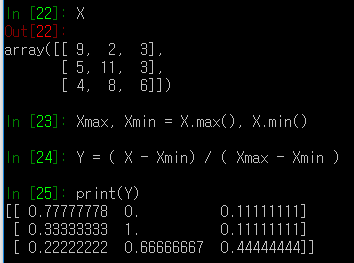 In [22]: X
Out[22]:
array([[ 9, 2, 3],
[ 5, 11, 3],
[ 4, 8, 6]])
In [23]: Xmax, Xmin = X.max(), X.min()
In [24]: Y = ( X - Xmin) / ( Xmax - Xmin )
In [25]: print(Y)
[[ 0.77777778 0. 0.11111111]
[ 0.33333333 1. 0.11111111]
[ 0.22222222 0.66666667 0.44444444]]